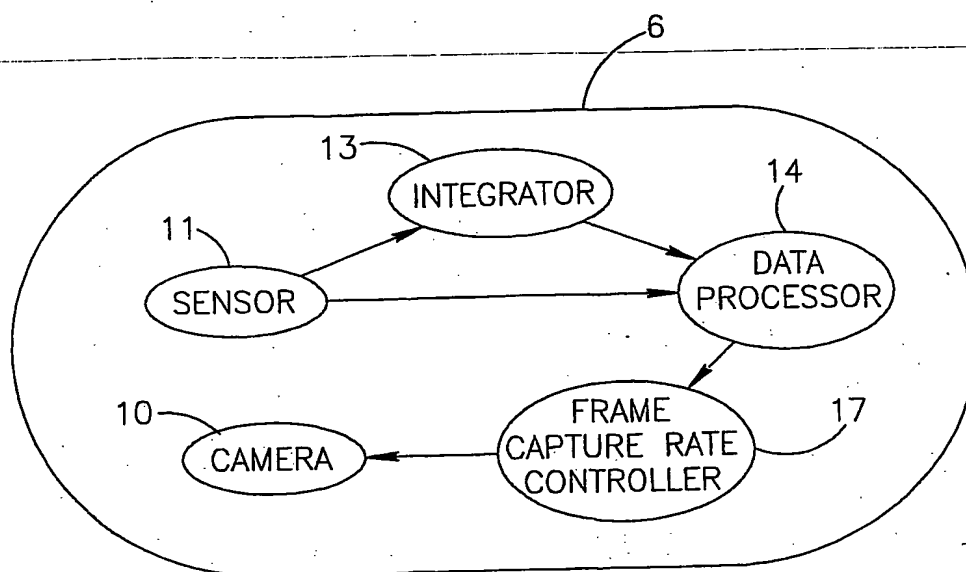 6
13
INTEGRATOR
14
11
DATA
PROCESSOR
SENSOR
10
FRAME
CAPTURE RATE
CONTROLLER
17
CAMERA